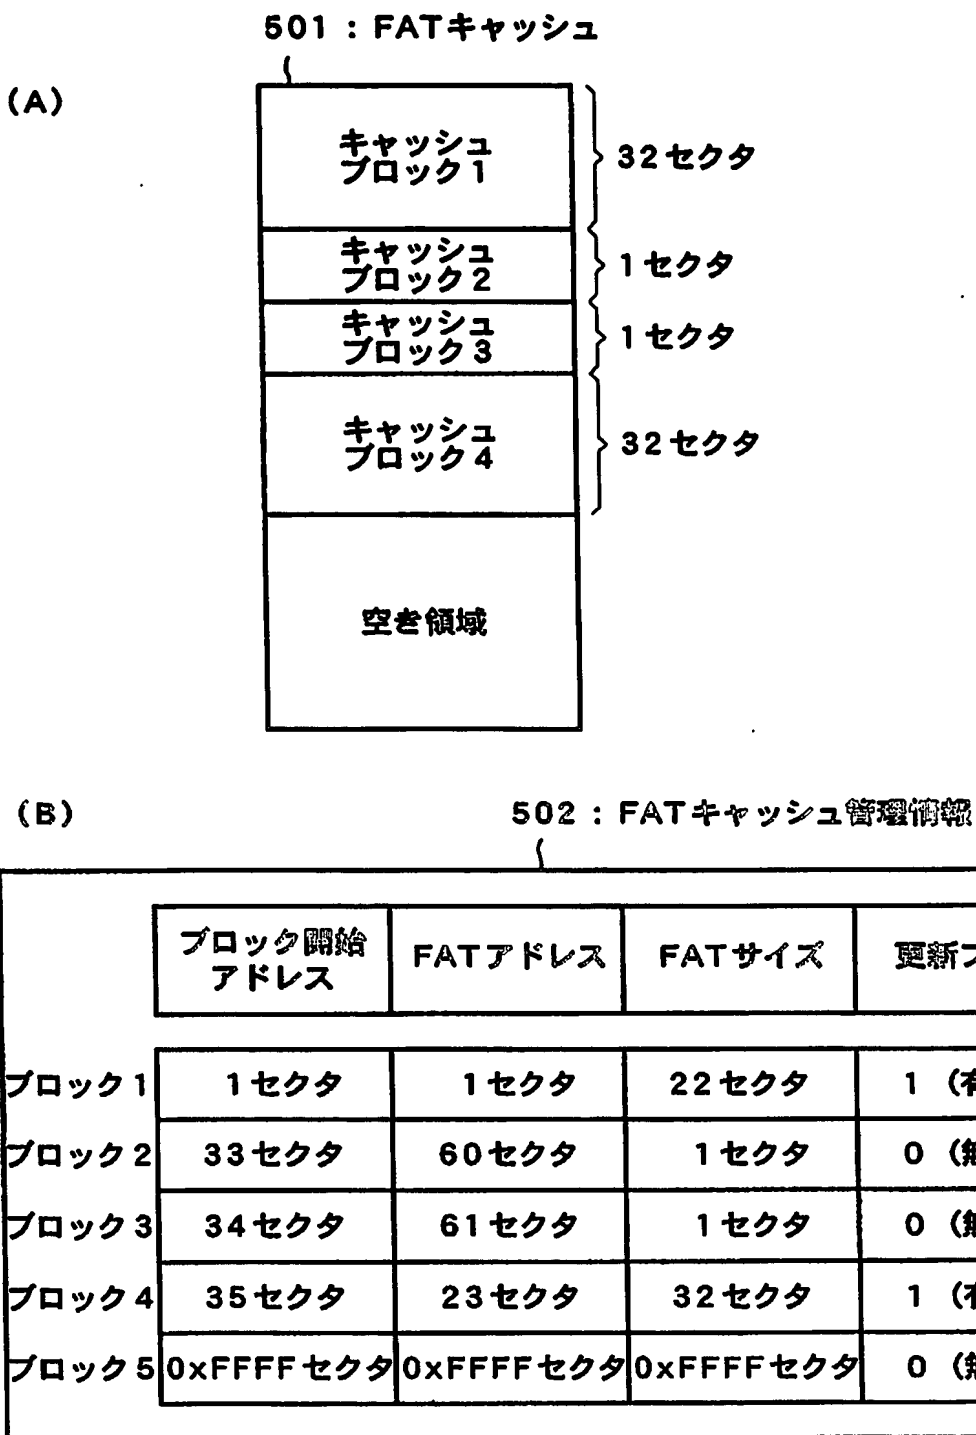 501：FATキャッシュ
(A)
キャッシュ
ブロック1
32セクタ
キャッシュ
ブロック2
1セクタ
キャッシュ
ブロック3
1セクタ
キャッシュ
ブロック4
32セクタ
空き領域
(B)
502：FATキャッシュ管理情報
ブロック開始
アドレス
FATアドレス
FATサイズ
更新フ
ブロック1 1セクタ 1セクタ 22セクタ 1（有
ブロック2 33セクタ 60セクタ 1セクタ 0（無
ブロック3 34セクタ 61セクタ 1セクタ 0（無
ブロック4 35セクタ 23セクタ 32セクタ 1（有
ブロック5 0xFFFFセクタ 0xFFFFセクタ 0xFFFFセクタ 0（無